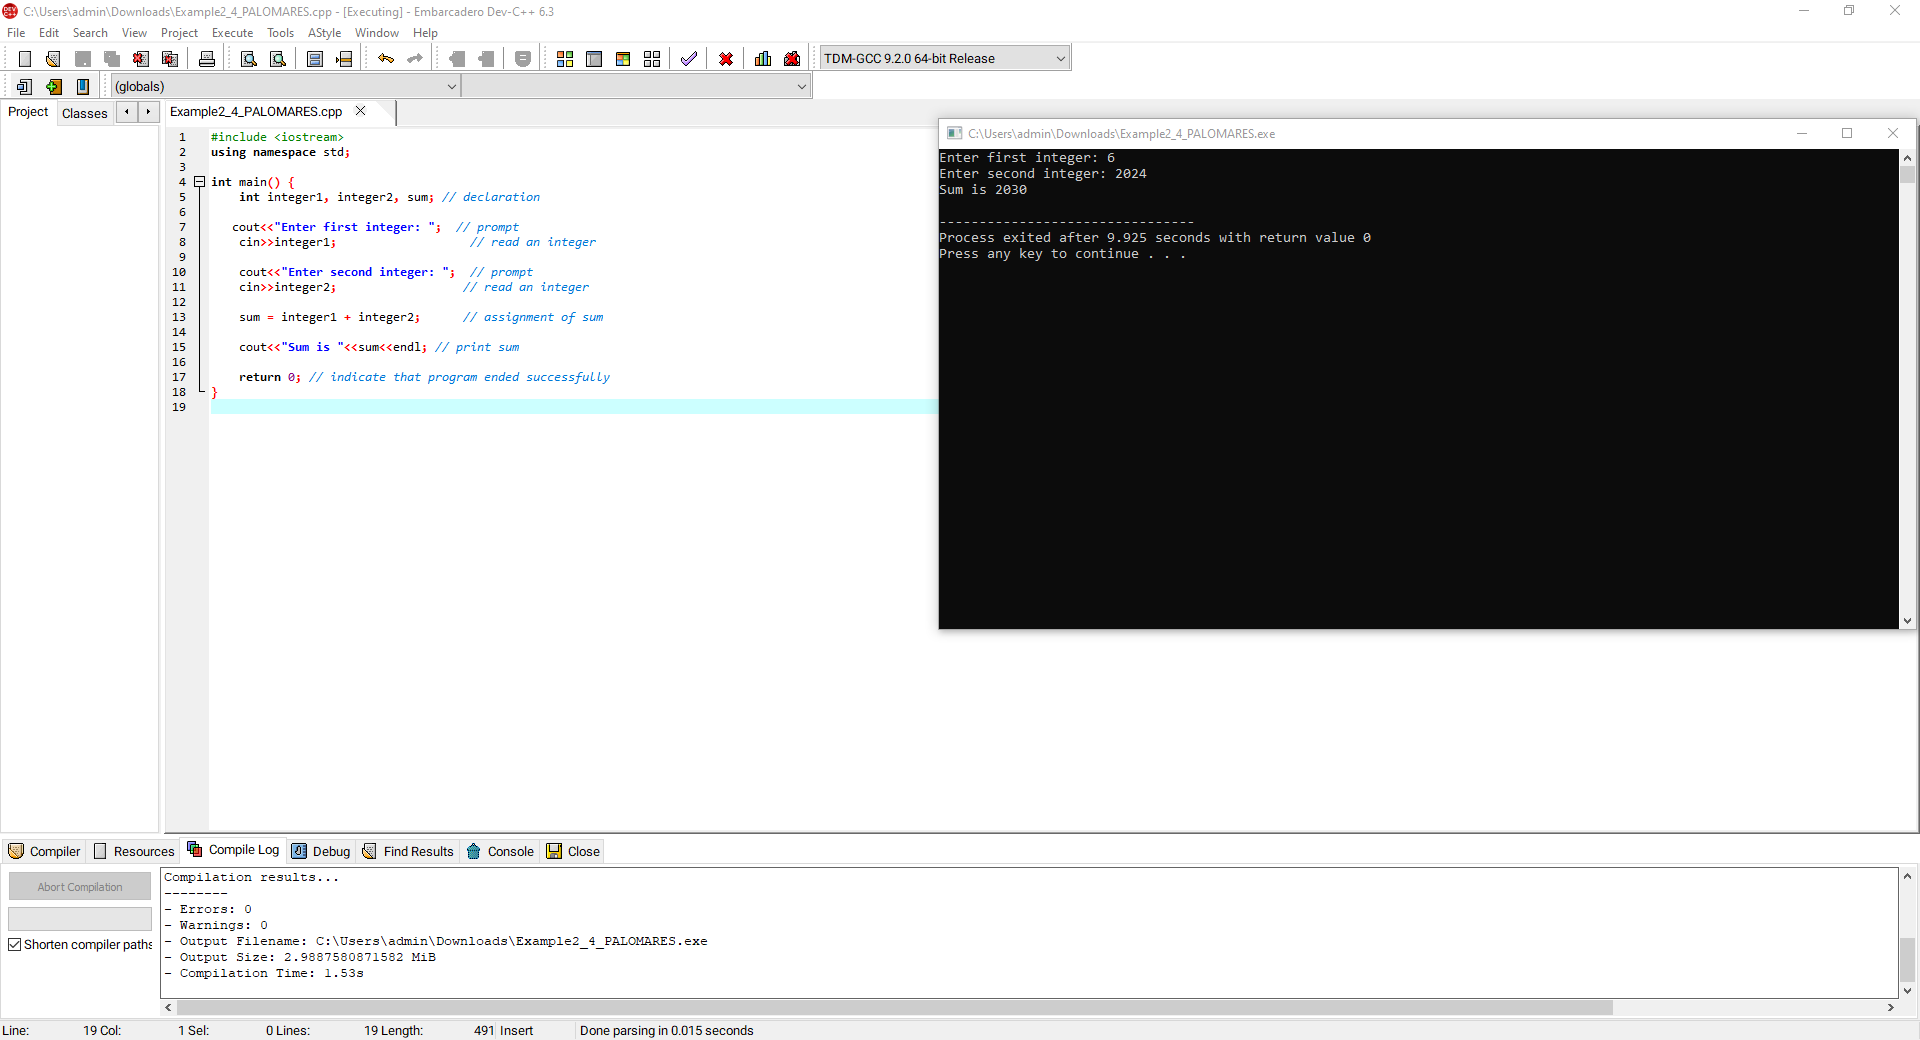 C:\Users\admin\Downloads\Example2_4_PALOMARES.cpp - [Executing] - Embarcadero Dev-C++ 6.3
File Edit Search View Project Execute Tools AStyle Window Help
TDM-GCC 9.2.0 64-bit Release
(globals)
Project Classes
Example2_4_PALOMARES.cpp
1 #include <iostream>
2 using namespace std;
3
4 int main() {
5 int integer1, integer2, sum; // declaration
6
7 cout<<"Enter first integer: "; // prompt
8 cin>>integer1; // read an integer
9
10 cout<<"Enter second integer: "; // prompt
11 cin>>integer2; // read an integer
12
13 sum = integer1 + integer2; // assignment of sum
14
15 cout<<"Sum is "<<sum<<endl; // print sum
16
17 return 0; // indicate that program ended successfully
18 }
19
C:\Users\admin\Downloads\Example2_4_PALOMARES.exe
Enter first integer: 6
Enter second integer: 2024
Sum is 2030
--------------------------------
Process exited after 9.925 seconds with return value 0
Press any key to continue . . .
Compiler Resources Compile Log Debug Find Results Console Close
Abort Compilation
Shorten compiler paths
Compilation results...
--------
- Errors: 0
- Warnings: 0
- Output Filename: C:\Users\admin\Downloads\Example2_4_PALOMARES.exe
- Output Size: 2.9887580871582 MiB
- Compilation Time: 1.53s
Line: 19 Col: 1 Sel: 0 Lines: 19 Length: 491 Insert Done parsing in 0.015 seconds